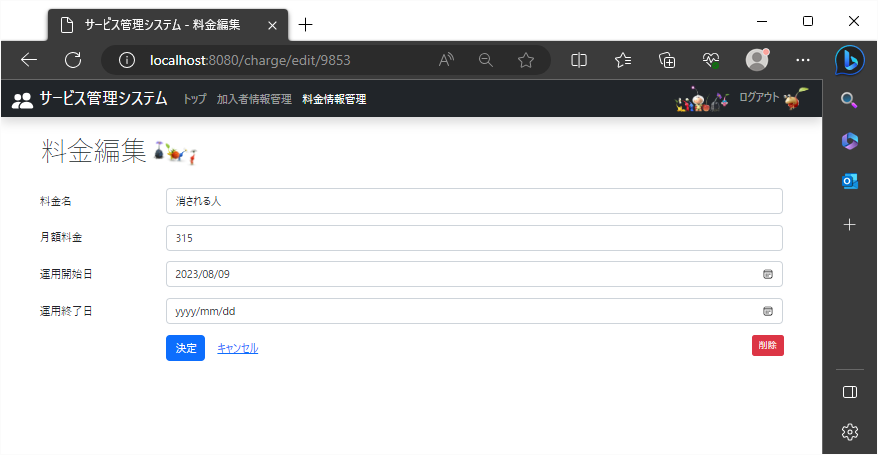 サービス管理システム - 料金編集
localhost:8080/charge/edit/9853
サービス管理システム トップ 加入者情報管理 料金情報管理 ログアウト
料金編集
料金名 消される人
月額料金 315
運用開始日 2023/08/09
運用終了日 yyyy/mm/dd
決定 キャンセル 削除